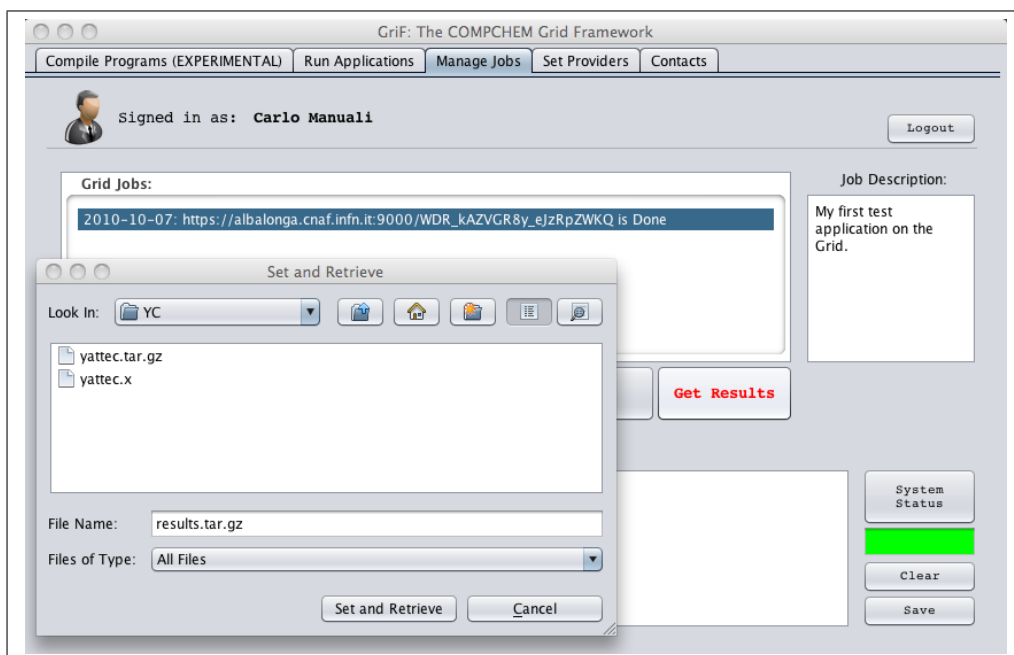 GriF: The COMPCHEM Grid Framework
Compile Programs (EXPERIMENTAL) Run Applications Manage Jobs Set Providers Contacts
Signed in as: Carlo Manuali
Logout
Grid Jobs:
Job Description:
2010-10-07: https://albalonga.cnaf.infn.it:9000/WDR_kAZVGR8y_eJzRpZWKQ is Done
My first test
application on the
Grid.
Set and Retrieve
Look In: YC
yattec.tar.gz
yattec.x
Get Results
File Name: results.tar.gz
Files of Type: All Files
Set and Retrieve Cancel
System
Status
Clear
Save